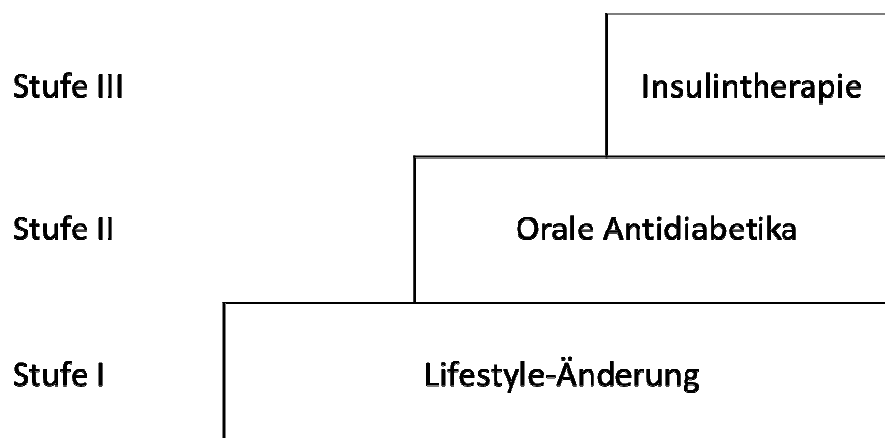 Stufe III
Insulintherapie
Stufe II
Orale Antidiabetika
Stufe I
Lifestyle-Änderung